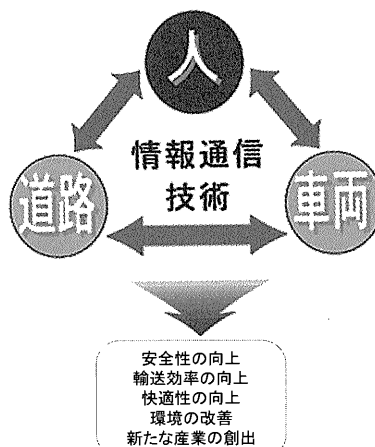 人
情報通信
技術
道路
車両
安全性の向上
輸送効率の向上
快適性の向上
環境の改善
新たな産業の創出